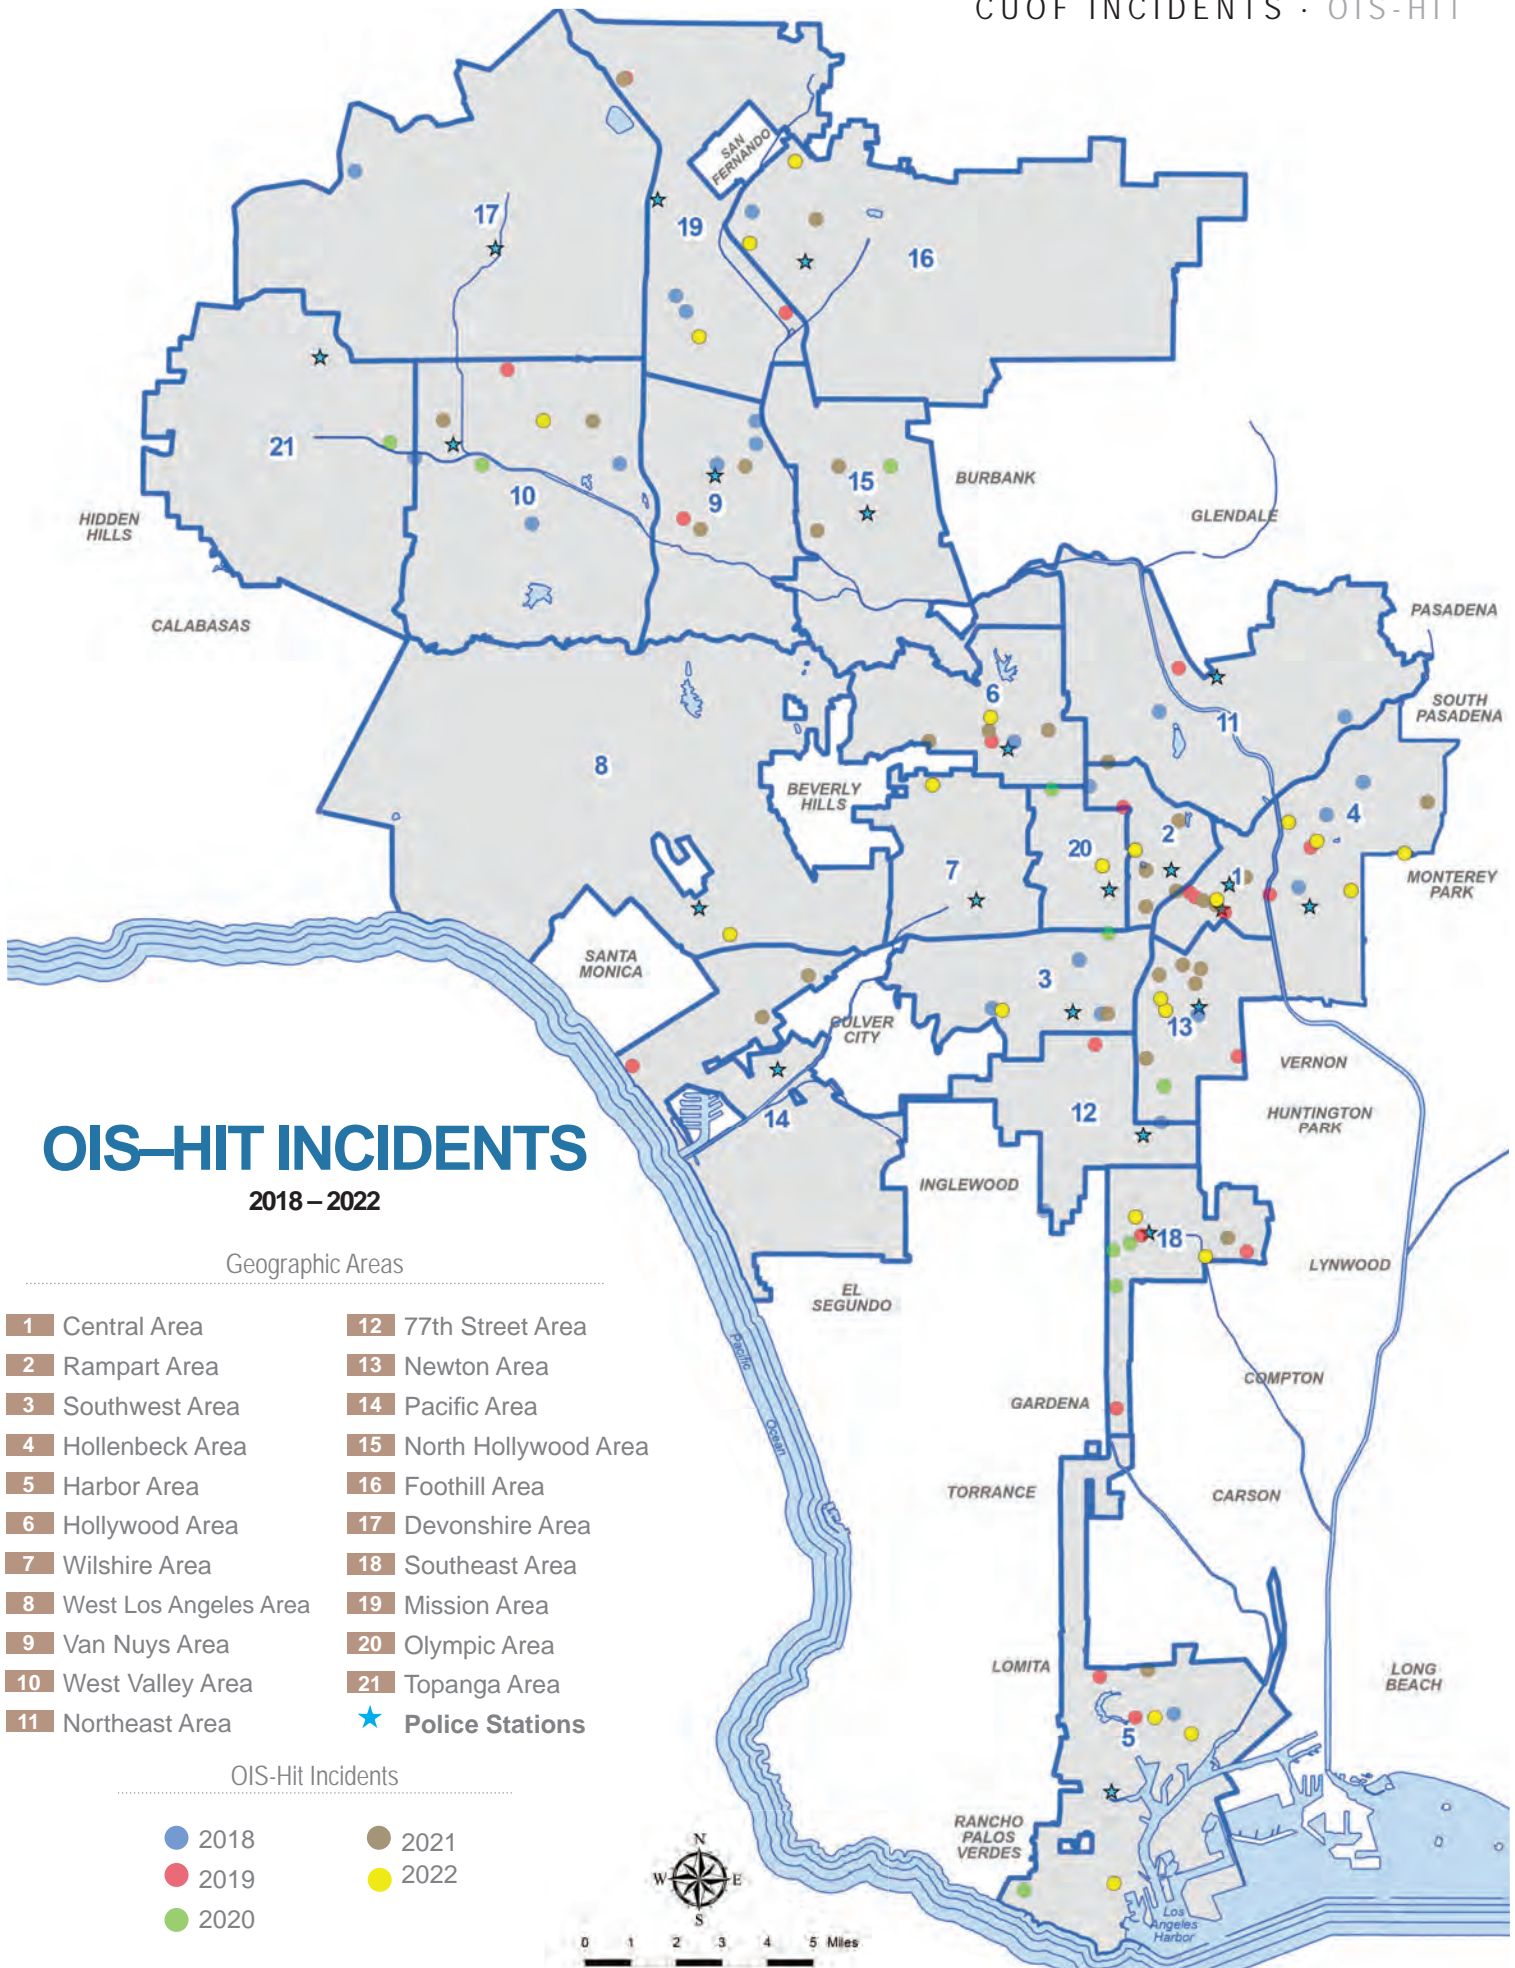 CUOF INCIDENTS · OIS-HIT
SAN
FERNANDO
17
19
16
21
10
9
15
BURBANK
GLENDALE
HIDDEN
HILLS
CALABASAS
PASADENA
SOUTH
PASADENA
6
11
8
BEVERLY
HILLS
4
2
20
7
1
MONTEREY
PARK
SANTA
MONICA
3
CULVER
CITY
13
VERNON
12
HUNTINGTON
PARK
14
INGLEWOOD
18
LYNWOOD
EL
SEGUNDO
Pacific
Ocean
COMPTON
GARDENA
TORRANCE
CARSON
LOMITA
LONG
BEACH
5
RANCHO
PALOS
VERDES
Los
Angeles
Harbor
OIS–HIT INCIDENTS
2018 – 2022
Geographic Areas
1 Central Area
2 Rampart Area
3 Southwest Area
4 Hollenbeck Area
5 Harbor Area
6 Hollywood Area
7 Wilshire Area
8 West Los Angeles Area
9 Van Nuys Area
10 West Valley Area
11 Northeast Area
12 77th Street Area
13 Newton Area
14 Pacific Area
15 North Hollywood Area
16 Foothill Area
17 Devonshire Area
18 Southeast Area
19 Mission Area
20 Olympic Area
21 Topanga Area
Police Stations
OIS-Hit Incidents
2018
2019
2020
2021
2022
N
W E
S
0 1 2 3 4 5 Miles